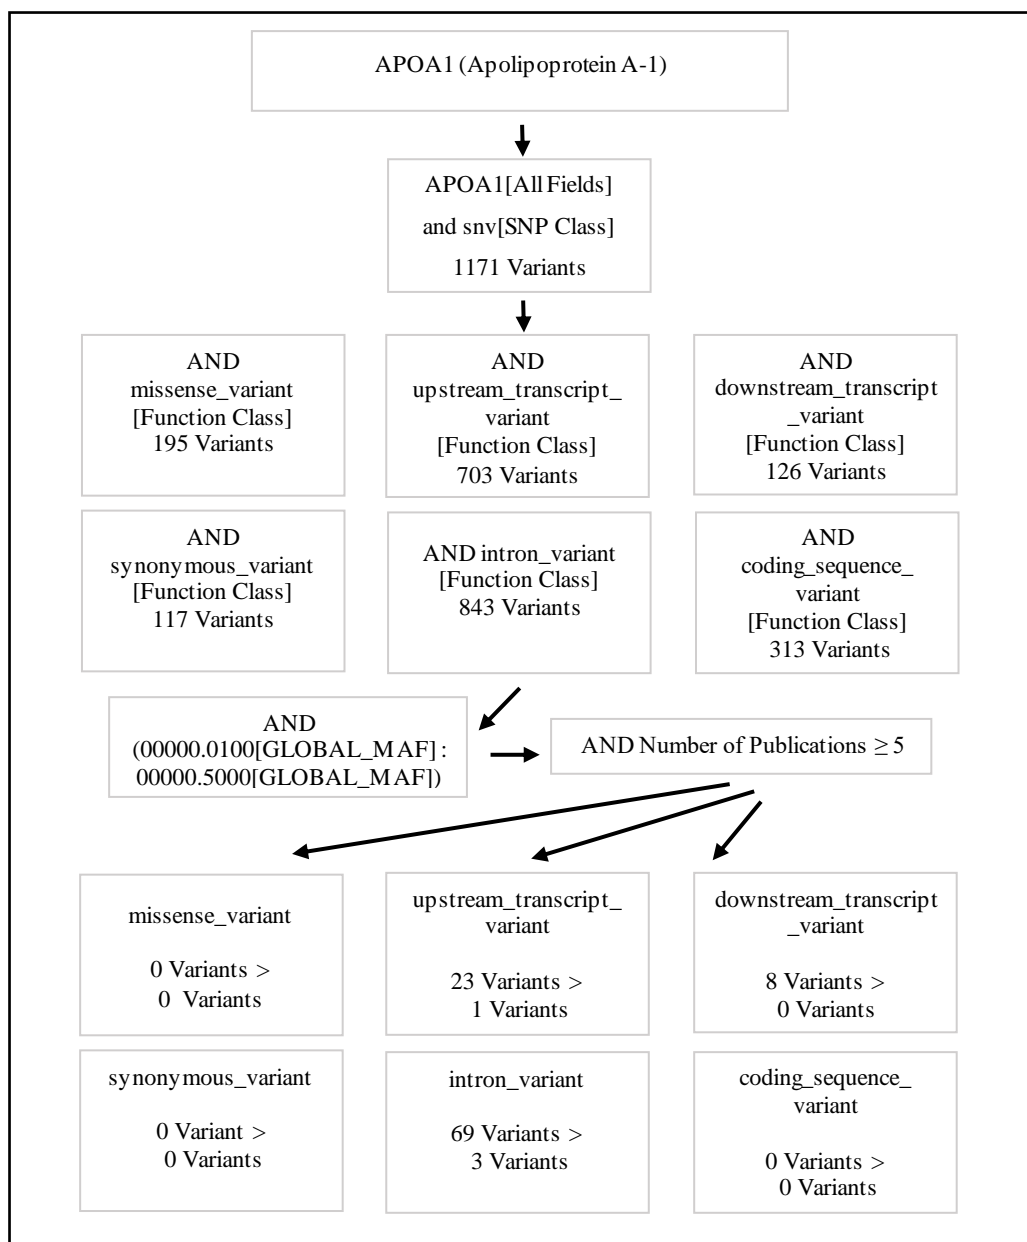 APOA1 (Apolipoprotein A-1)
APOA1[All Fields]
and snv[SNP Class]
1171 Variants
AND
missense_variant
[Function Class]
195 Variants
AND
upstream_transcript_
variant
[Function Class]
703 Variants
AND
downstream_transcript
_variant
[Function Class]
126 Variants
AND
synonymous_variant
[Function Class]
117 Variants
AND intron_variant
[Function Class]
843 Variants
AND
coding_sequence_
variant
[Function Class]
313 Variants
AND
(00000.0100[GLOBAL_MAF] :
00000.5000[GLOBAL_MAF])
AND Number of Publications ≥ 5
missense_variant
0 Variants >
0 Variants
upstream_transcript_
variant
23 Variants >
1 Variants
downstream_transcript
_variant
8 Variants >
0 Variants
synonymous_variant
0 Variant >
0 Variants
intron_variant
69 Variants >
3 Variants
coding_sequence_
variant
0 Variants >
0 Variants